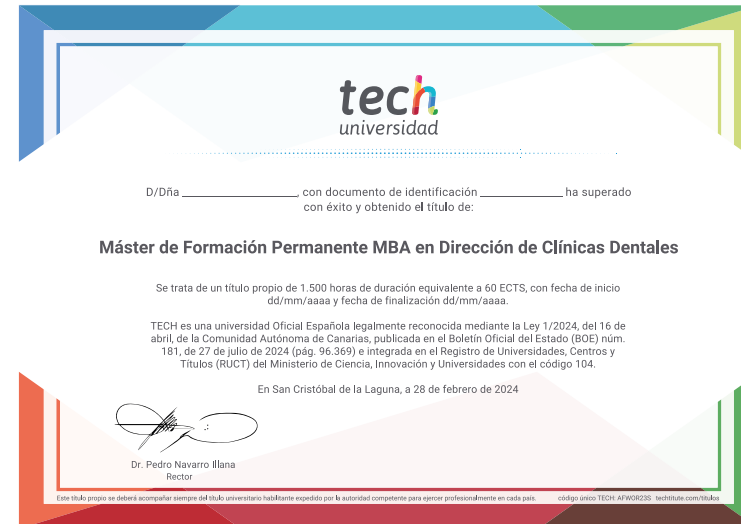 tech
universidad
D/Dña ____________________, con documento de identificación ______________ ha superado
con éxito y obtenido el título de:
Máster de Formación Permanente MBA en Dirección de Clínicas Dentales
Se trata de un título propio de 1.500 horas de duración equivalente a 60 ECTS, con fecha de inicio
dd/mm/aaaa y fecha de finalización dd/mm/aaaa.
TECH es una universidad Oficial Española legalmente reconocida mediante la Ley 1/2024, del 16 de
abril, de la Comunidad Autónoma de Canarias, publicada en el Boletín Oficial del Estado (BOE) núm.
181, de 27 de julio de 2024 (pág. 96.369) e integrada en el Registro de Universidades, Centros y
Títulos (RUCT) del Ministerio de Ciencia, Innovación y Universidades con el código 104.
En San Cristóbal de la Laguna, a 28 de febrero de 2024
Dr. Pedro Navarro Illana
Rector
Este título propio se deberá acompañar siempre del título universitario habilitante expedido por la autoridad competente para ejercer profesionalmente en cada país. código único TECH: AFWOR23S techtitute.com/titulos